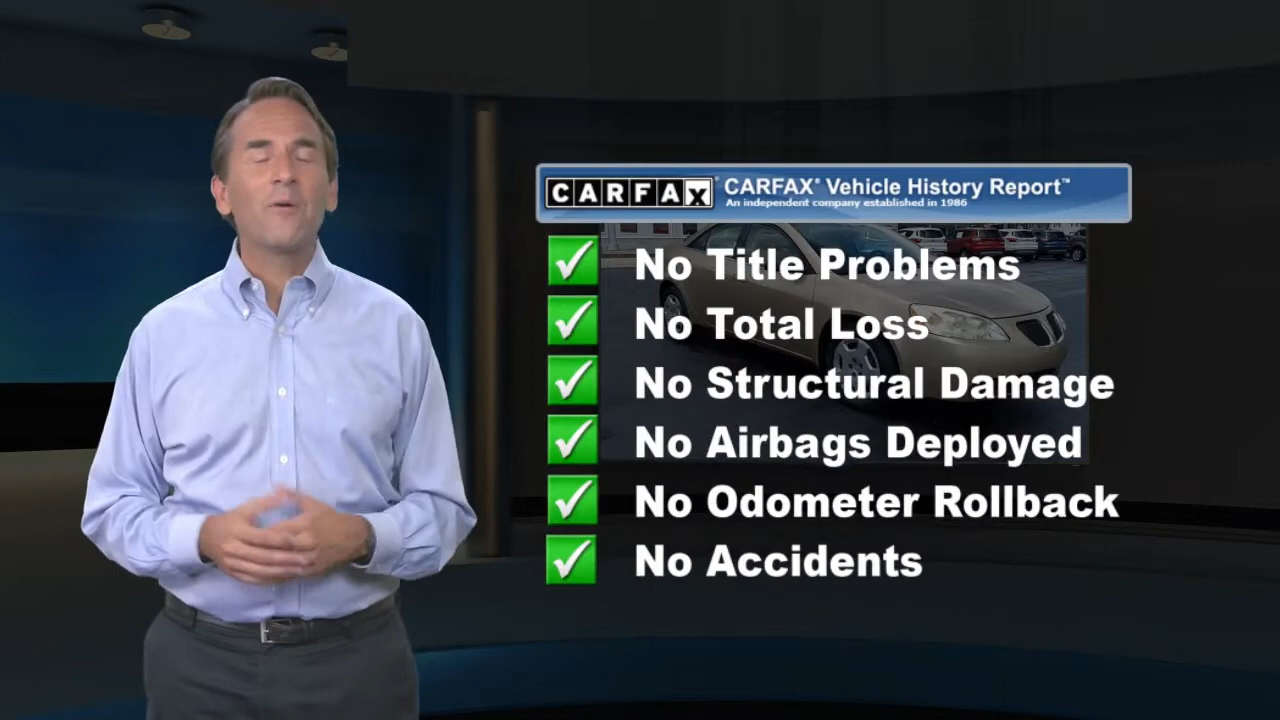 CARFAX® CARFAX® Vehicle History Report™
An independent company established in 1986
No Title Problems
No Total Loss
No Structural Damage
No Airbags Deployed
No Odometer Rollback
No Accidents